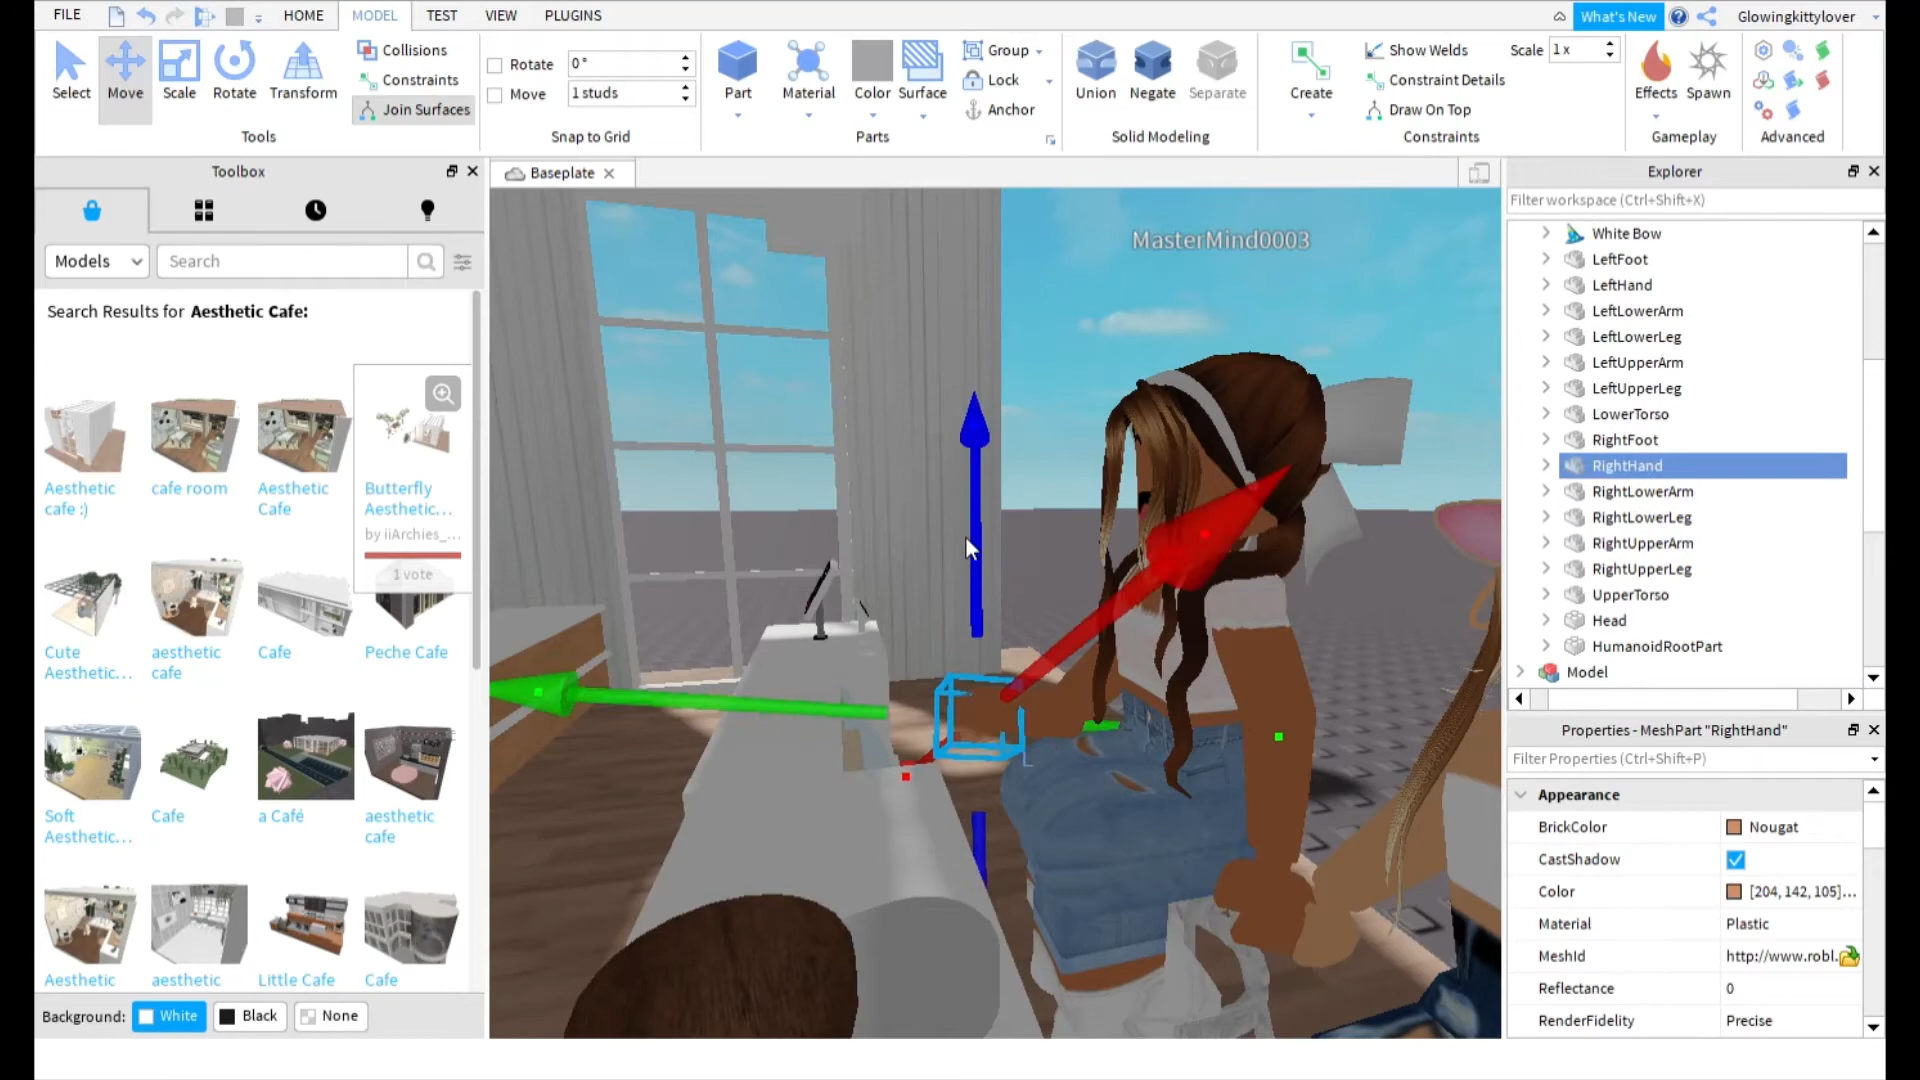 FILE
HOME
MODEL
TEST
VIEW
PLUGINS
What's New
Glowingkittylover
Select
Move
Scale
Rotate
Transform
Collisions
Constraints
Join Surfaces
Tools
Rotate
0°
Move
1 studs
Snap to Grid
Part
Material
Color
Surface
Group
Lock
Anchor
Parts
Union
Negate
Separate
Solid Modeling
Create
Show Welds
Scale
1 x
Constraint Details
Draw On Top
Constraints
Effects
Spawn
Gameplay
Advanced
Toolbox
Models
Search
Search Results for Aesthetic Cafe:
Aesthetic
cafe :)
cafe room
Aesthetic
Cafe
Butterfly
Aesthetic...
by iiArchies_...
1 vote
Cute
Aesthetic...
aesthetic
cafe
Cafe
Peche Cafe
Soft
Aesthetic...
Cafe
a Café
aesthetic
cafe
Aesthetic
aesthetic
Little Cafe
Cafe
Background:
White
Black
None
Baseplate
MasterMind0003
Explorer
Filter workspace (Ctrl+Shift+X)
White Bow
LeftFoot
LeftHand
LeftLowerArm
LeftLowerLeg
LeftUpperArm
LeftUpperLeg
LowerTorso
RightFoot
RightHand
RightLowerArm
RightLowerLeg
RightUpperArm
RightUpperLeg
UpperTorso
Head
HumanoidRootPart
Model
Properties - MeshPart "RightHand"
Filter Properties (Ctrl+Shift+P)
Appearance
BrickColor
Nougat
CastShadow
Color
[204, 142, 105]...
Material
Plastic
MeshId
http://www.robl.
Reflectance
0
RenderFidelity
Precise